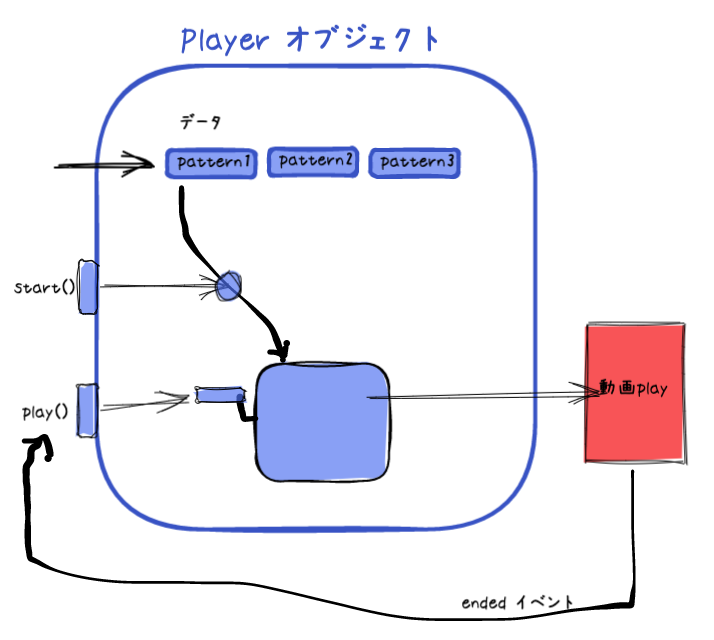 Player オブジェクト
データ
pattern1
pattern2
pattern3
start()
play()
動画play
ended イベント